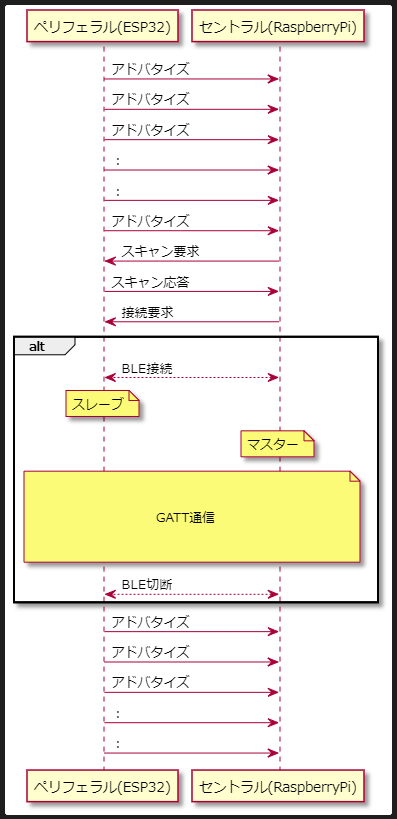 ペリフェラル(ESP32)
セントラル(RaspberryPi)
アドバタイズ
アドバタイズ
アドバタイズ
:
:
アドバタイズ
スキャン要求
スキャン応答
接続要求
alt
BLE接続
スレーブ
マスター
GATT通信
BLE切断
アドバタイズ
アドバタイズ
アドバタイズ
:
:
ペリフェラル(ESP32)
セントラル(RaspberryPi)